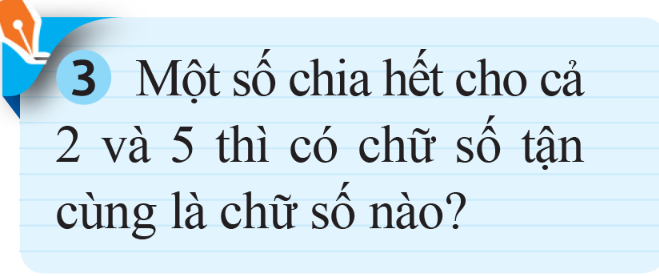 3 Một số chia hết cho cả
2 và 5 thì có chữ số tận
cùng là chữ số nào?